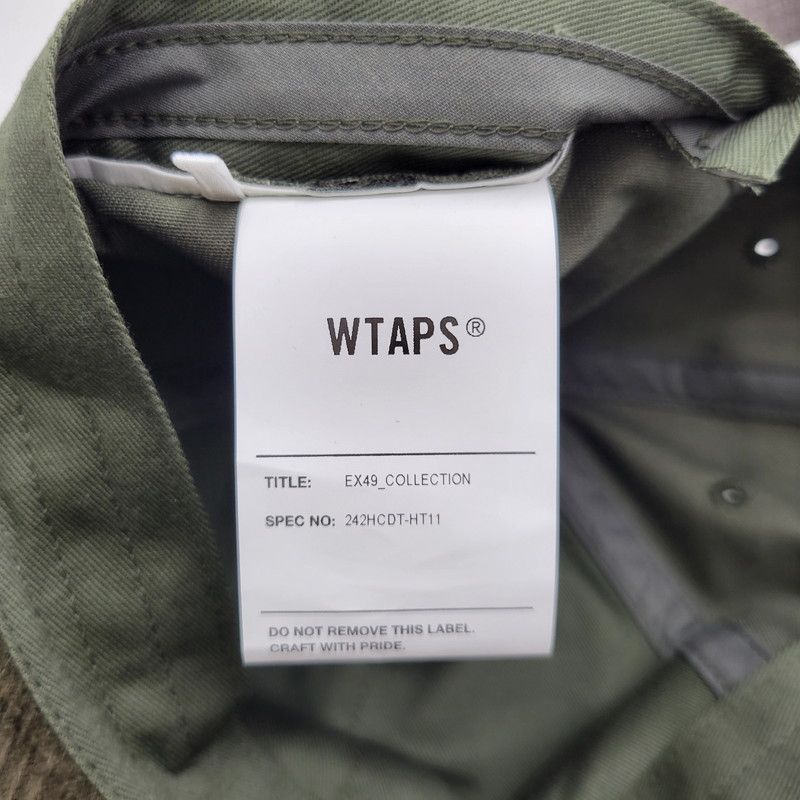 WTAPS®
TITLE: EX49_COLLECTION
SPEC NO: 242HCDT-HT11
DO NOT REMOVE THIS LABEL.
CRAFT WITH PRIDE.